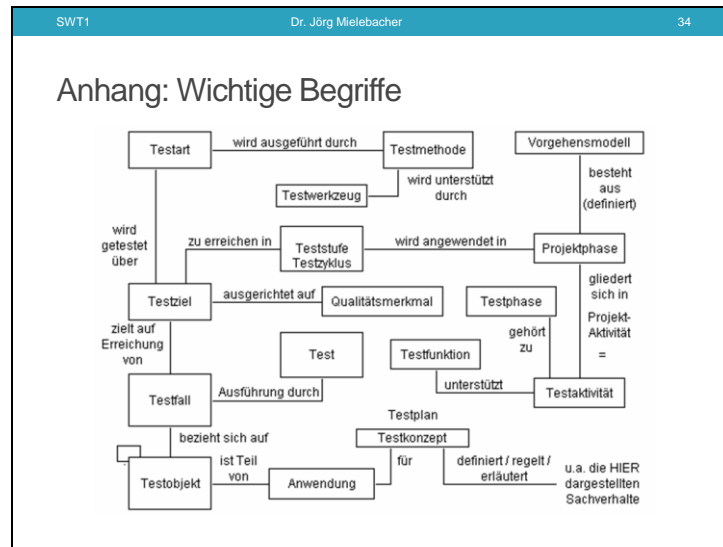 SWT1 Dr. Jörg Mielebacher 34
Anhang: Wichtige Begriffe
Testart
wird ausgeführt durch
Testmethode
Vorgehensmodell
wird unterstützt
durch
Testwerkzeug
besteht
aus
(definiert)
wird
getestet
über
zu erreichen in
Teststufe
Testzyklus
wird angewendet in
Projektphase
gliedert
sich in
Projekt-
Aktivität
=
Testziel
ausgerichtet auf
Qualitätsmerkmal
Testphase
gehört
zu
zielt auf
Erreichung
von
Test
Testfunktion
unterstützt
Testaktivität
Testfall
Ausführung durch
Testplan
Testkonzept
bezieht sich auf
ist Teil
von
für
definiert / regelt /
erläutert
u.a. die HIER
dargestellten
Sachverhalte
Testobjekt
Anwendung